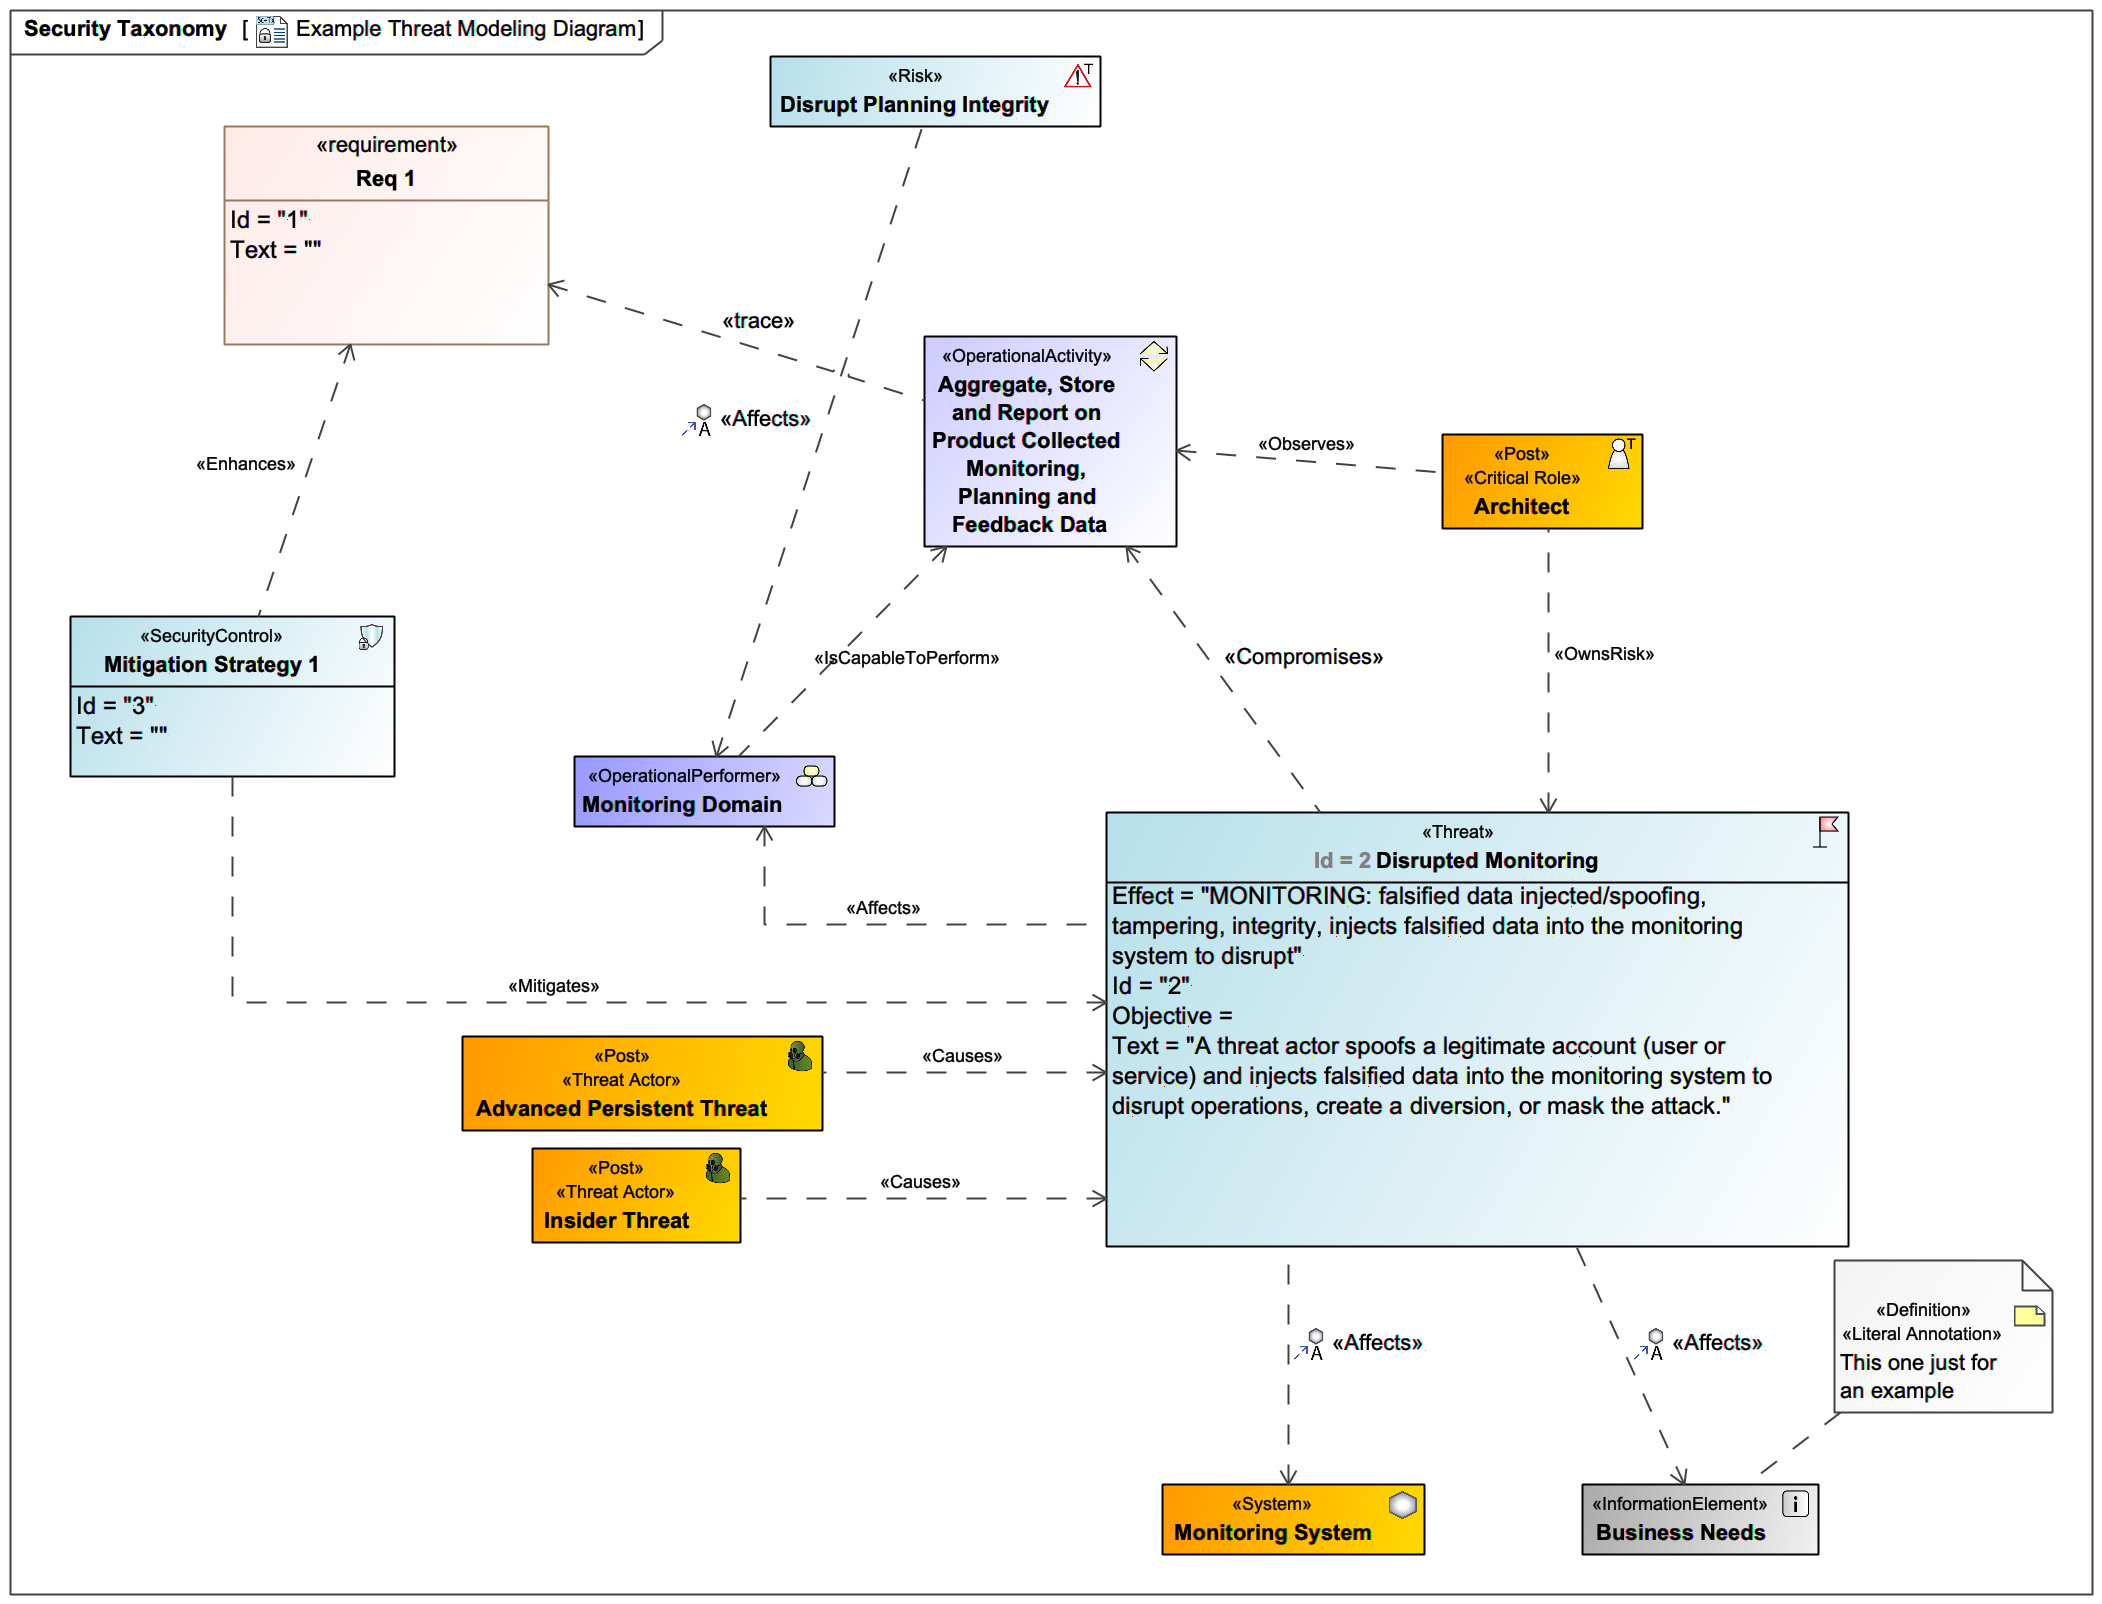 Security Taxonomy [ Example Threat Modeling Diagram]
«Risk»
Disrupt Planning Integrity
«requirement»
Req 1
Id = "1"
Text = ""
«trace»
«Affects»
«OperationalActivity»
Aggregate, Store
and Report on
Product Collected
Monitoring,
Planning and
Feedback Data
«Observes»
«Post»
«Critical Role»
Architect
«Enhances»
«SecurityControl»
Mitigation Strategy 1
Id = "3"
Text = ""
«IsCapableToPerform»
«Compromises»
«OwnsRisk»
«OperationalPerformer»
Monitoring Domain
«Affects»
«Threat»
Id = 2 Disrupted Monitoring
Effect = "MONITORING: falsified data injected/spoofing,
tampering, integrity, injects falsified data into the monitoring
system to disrupt"
Id = "2"
Objective =
Text = "A threat actor spoofs a legitimate account (user or
service) and injects falsified data into the monitoring system to
disrupt operations, create a diversion, or mask the attack."
«Mitigates»
«Post»
«Threat Actor»
Advanced Persistent Threat
«Causes»
«Post»
«Threat Actor»
Insider Threat
«Causes»
A «Affects»
A «Affects»
«Definition»
«Literal Annotation»
This one just for
an example
«System»
Monitoring System
«InformationElement»
Business Needs